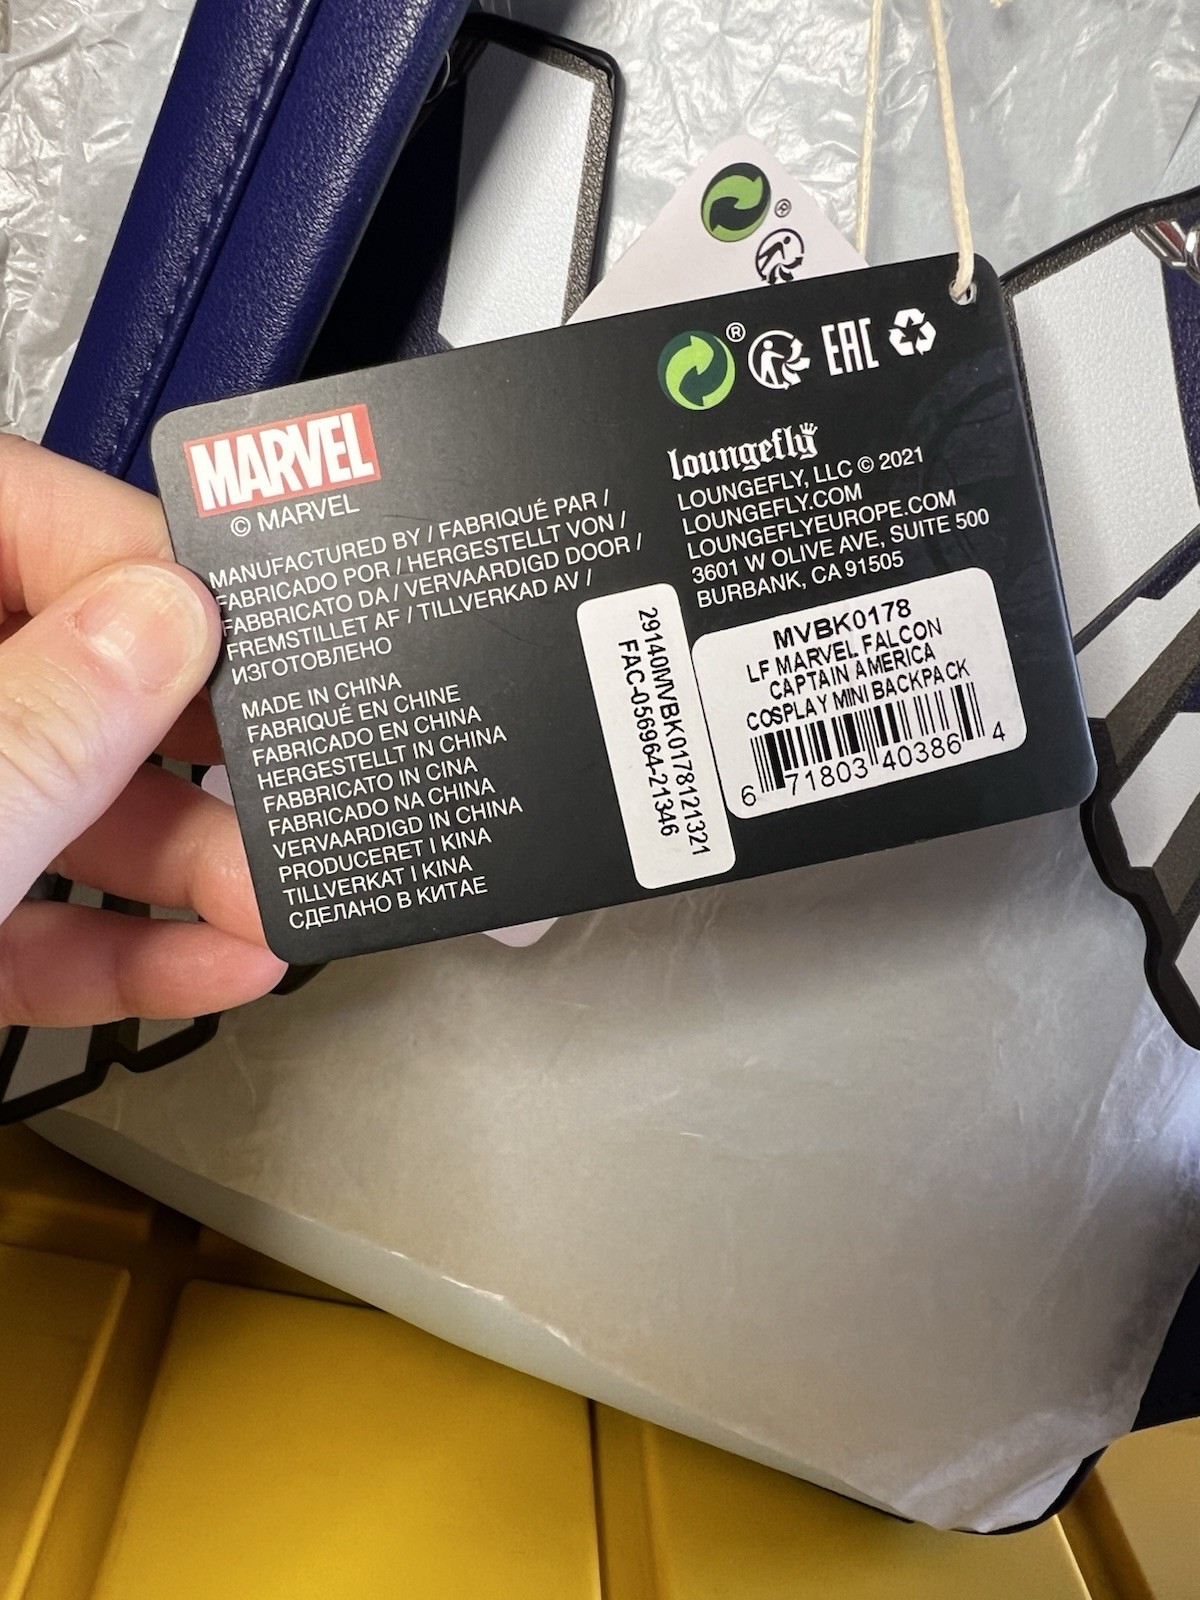 MARVEL
© MARVEL
MANUFACTURED BY / FABRIQUÉ PAR /
FABRICADO POR / HERGESTELLT VON /
FABBRICATO DA / VERVAARDIGD DOOR /
FREMSTILLET AF / TILLVERKAD AV /
ИЗГОТОВЛЕНО
MADE IN CHINA
FABRIQUÉ EN CHINE
FABRICADO EN CHINA
HERGESTELLT IN CHINA
FABBRICATO IN CINA
FABRICADO NA CHINA
VERVAARDIGD IN CHINA
PRODUCERET I KINA
TILLVERKAT I KINA
СДЕЛАНО В КИТАЕ
®
®
EAC
loungefly
LOUNGEFLY, LLC © 2021
LOUNGEFLY.COM
LOUNGEFLYEUROPE.COM
3601 W OLIVE AVE, SUITE 500
BURBANK, CA 91505
29140MVBK0178121321
FAC-056964-21346
MVBK0178
LF MARVEL FALCON
CAPTAIN AMERICA
COSPLAY MINI BACKPACK
6 71803 40386 4